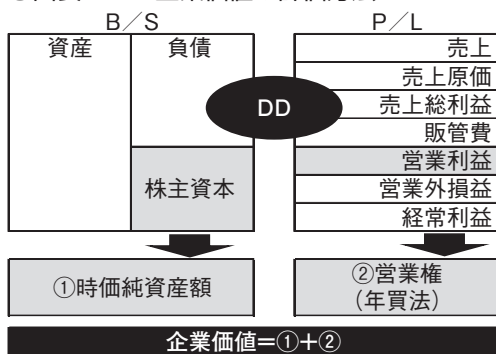 B／S
P／L
資産
負債
株主資本
DD
売上
売上原価
売上総利益
販管費
営業利益
営業外損益
経常利益
①時価純資産額
②営業権
(年買法)
企業価値＝①＋②